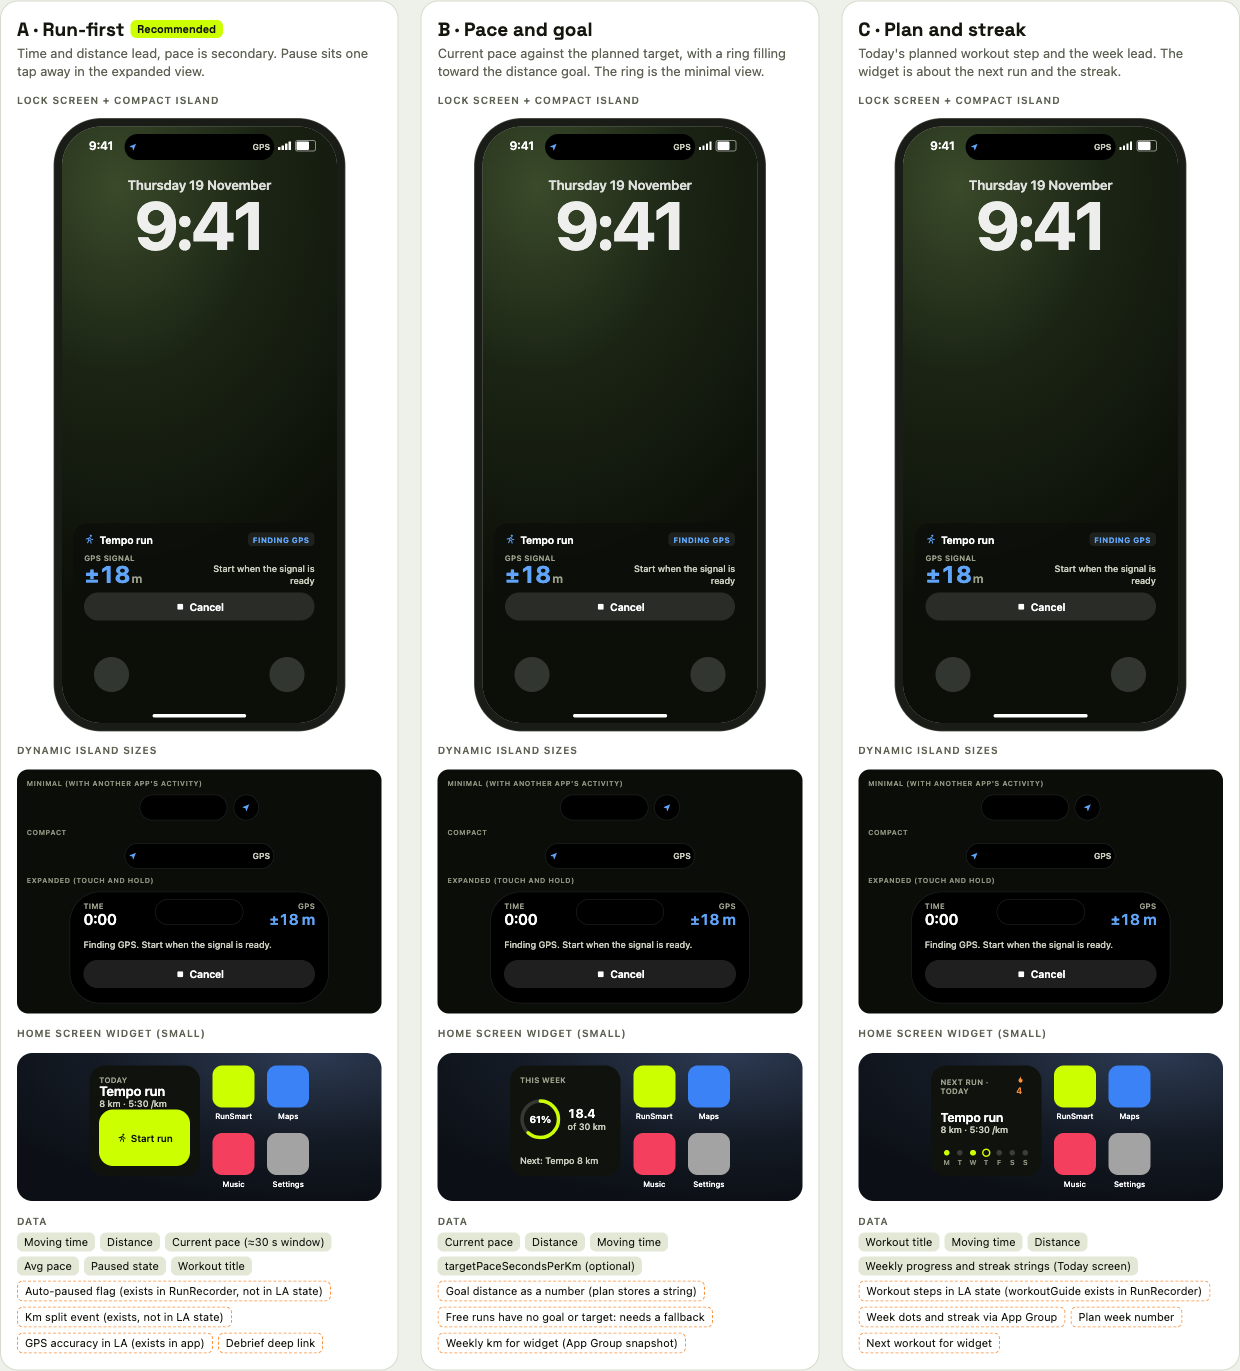 A · Run-first Recommended
Time and distance lead, pace is secondary. Pause sits one
tap away in the expanded view.
LOCK SCREEN + COMPACT ISLAND
9:41 GPS
Thursday 19 November
9:41
Tempo run FINDING GPS
GPS SIGNAL
±18 m
Start when the signal is
ready
Cancel
DYNAMIC ISLAND SIZES
MINIMAL (WITH ANOTHER APP'S ACTIVITY)
COMPACT
GPS
EXPANDED (TOUCH AND HOLD)
TIME GPS
0:00 ±18 m
Finding GPS. Start when the signal is ready.
Cancel
HOME SCREEN WIDGET (SMALL)
TODAY
Tempo run
8 km · 5:30 /km
Start run
RunSmart Maps
Music Settings
DATA
Moving time Distance Current pace (≈30 s window)
Avg pace Paused state Workout title
Auto-paused flag (exists in RunRecorder, not in LA state)
Km split event (exists, not in LA state)
GPS accuracy in LA (exists in app) Debrief deep link
B · Pace and goal
Current pace against the planned target, with a ring filling
toward the distance goal. The ring is the minimal view.
LOCK SCREEN + COMPACT ISLAND
9:41 GPS
Thursday 19 November
9:41
Tempo run FINDING GPS
GPS SIGNAL
±18 m
Start when the signal is
ready
Cancel
DYNAMIC ISLAND SIZES
MINIMAL (WITH ANOTHER APP'S ACTIVITY)
COMPACT
GPS
EXPANDED (TOUCH AND HOLD)
TIME GPS
0:00 ±18 m
Finding GPS. Start when the signal is ready.
Cancel
HOME SCREEN WIDGET (SMALL)
THIS WEEK
61%
18.4
of 30 km
Next: Tempo 8 km
RunSmart Maps
Music Settings
DATA
Current pace Distance Moving time
targetPaceSecondsPerKm (optional)
Goal distance as a number (plan stores a string)
Free runs have no goal or target: needs a fallback
Weekly km for widget (App Group snapshot)
C · Plan and streak
Today's planned workout step and the week lead. The
widget is about the next run and the streak.
LOCK SCREEN + COMPACT ISLAND
9:41 GPS
Thursday 19 November
9:41
Tempo run FINDING GPS
GPS SIGNAL
±18 m
Start when the signal is
ready
Cancel
DYNAMIC ISLAND SIZES
MINIMAL (WITH ANOTHER APP'S ACTIVITY)
COMPACT
GPS
EXPANDED (TOUCH AND HOLD)
TIME GPS
0:00 ±18 m
Finding GPS. Start when the signal is ready.
Cancel
HOME SCREEN WIDGET (SMALL)
NEXT RUN ·
TODAY
4
Tempo run
8 km · 5:30 /km
M T W T F S S
RunSmart Maps
Music Settings
DATA
Workout title Moving time Distance
Weekly progress and streak strings (Today screen)
Workout steps in LA state (workoutGuide exists in RunRecorder)
Week dots and streak via App Group Plan week number
Next workout for widget